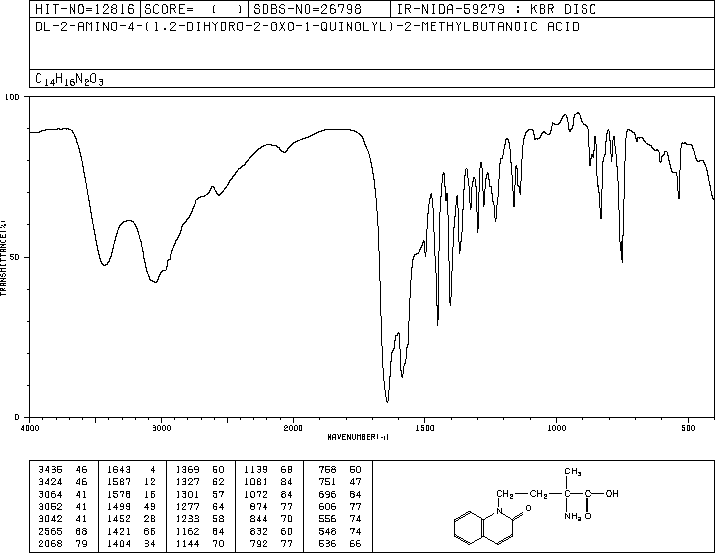 HIT-NO=12816 SCORE= ( ) SDBS-NO=26798 IR-NIDA-59279 : KBR DISC
DL-2-AMINO-4-(1,2-DIHYDRO-2-OXO-1-QUINOLYL)-2-METHYLBUTANOIC ACID
C14H16N2O3
100
50
0
TRANSMITTANCE(%)
4000 3000 2000 1500 1000 500
WAVENUMBER(-1)
3435 46 1643 4 1369 50 1139 68 758 50
3424 46 1587 12 1327 62 1081 84 751 47
3064 41 1578 16 1301 57 1072 84 696 84
3052 41 1499 49 1277 64 874 77 606 77
3042 41 1452 28 1233 58 844 70 556 74
2565 68 1421 66 1162 64 832 60 548 74
2068 79 1404 34 1144 70 792 77 536 66
CH3
CH2-CH2-C-C-OH
N O NH2 O